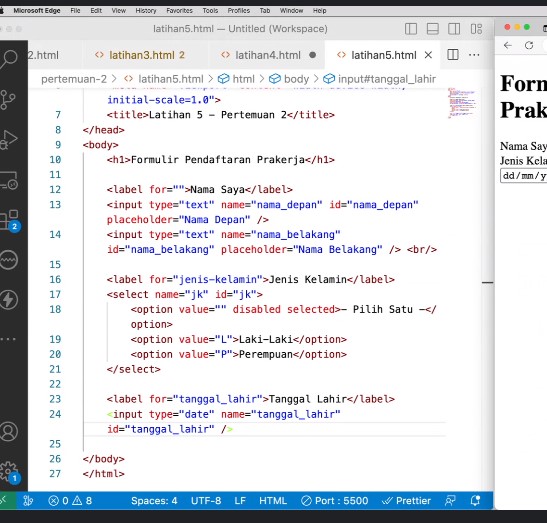 Microsoft Edge File Edit View History Favorites Tools Profiles Tab Window Help
latihan5.html — Untitled (Workspace)
2.html latihan3.html 2 latihan4.html latihan5.html
pertemuan-2 > latihan5.html > html > body > input#tanggal_lahir
initial-scale=1.0">
7 <title>Latihan 5 - Pertemuan 2</title>
8 </head>
9 <body>
10 <h1>Formulir Pendaftaran Prakerja</h1>
11
12 <label for="">Nama Saya</label>
13 <input type="text" name="nama_depan" id="nama_depan"
placeholder="Nama Depan" />
14 <input type="text" name="nama_belakang"
id="nama_belakang" placeholder="Nama Belakang" /> <br/>
15
16 <label for="jenis-kelamin">Jenis Kelamin</label>
17 <select name="jk" id="jk">
18 <option value="" disabled selected>- Pilih Satu -</
option>
19 <option value="L">Laki-Laki</option>
20 <option value="P">Perempuan</option>
21 </select>
22
23 <label for="tanggal_lahir">Tanggal Lahir</label>
24 <input type="date" name="tanggal_lahir"
id="tanggal_lahir" />
25
26 </body>
27 </html>
2
1
0 8 Spaces: 4 UTF-8 LF HTML Port : 5500 Prettier
Form
Prak
Nama Say
Jenis Kela
dd/mm/y